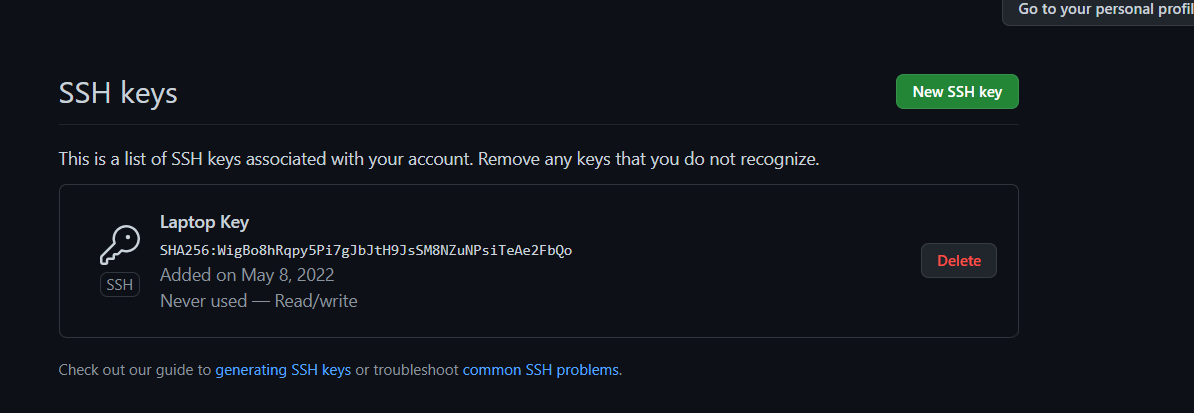 Go to your personal profil
SSH keys
New SSH key
This is a list of SSH keys associated with your account. Remove any keys that you do not recognize.
Laptop Key
SHA256:WigBo8hRqpy5Pi7gJbJtH9JsSM8NZuNPsiTeAe2FbQo
Added on May 8, 2022
Never used — Read/write
SSH
Delete
Check out our guide to generating SSH keys or troubleshoot common SSH problems.